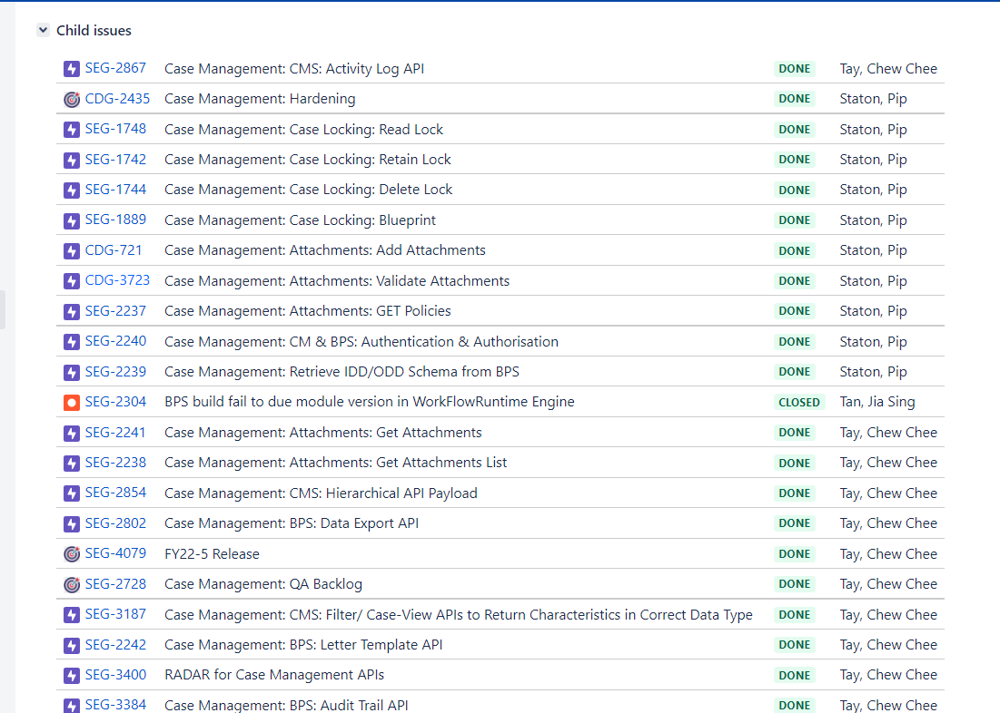 Child issues
SEG-2867 Case Management: CMS: Activity Log API DONE Tay, Chew Chee
CDG-2435 Case Management: Hardening DONE Staton, Pip
SEG-1748 Case Management: Case Locking: Read Lock DONE Staton, Pip
SEG-1742 Case Management: Case Locking: Retain Lock DONE Staton, Pip
SEG-1744 Case Management: Case Locking: Delete Lock DONE Staton, Pip
SEG-1889 Case Management: Case Locking: Blueprint DONE Staton, Pip
CDG-721 Case Management: Attachments: Add Attachments DONE Staton, Pip
CDG-3723 Case Management: Attachments: Validate Attachments DONE Staton, Pip
SEG-2237 Case Management: Attachments: GET Policies DONE Staton, Pip
SEG-2240 Case Management: CM & BPS: Authentication & Authorisation DONE Staton, Pip
SEG-2239 Case Management: Retrieve IDD/ODD Schema from BPS DONE Staton, Pip
SEG-2304 BPS build fail to due module version in WorkFlowRuntime Engine CLOSED Tan, Jia Sing
SEG-2241 Case Management: Attachments: Get Attachments DONE Tay, Chew Chee
SEG-2238 Case Management: Attachments: Get Attachments List DONE Tay, Chew Chee
SEG-2854 Case Management: CMS: Hierarchical API Payload DONE Tay, Chew Chee
SEG-2802 Case Management: BPS: Data Export API DONE Tay, Chew Chee
SEG-4079 FY22-5 Release DONE Tay, Chew Chee
SEG-2728 Case Management: QA Backlog DONE Tay, Chew Chee
SEG-3187 Case Management: CMS: Filter/ Case-View APIs to Return Characteristics in Correct Data Type DONE Tay, Chew Chee
SEG-2242 Case Management: BPS: Letter Template API DONE Tay, Chew Chee
SEG-3400 RADAR for Case Management APIs DONE Tay, Chew Chee
SEG-3384 Case Management: BPS: Audit Trail API DONE Tay, Chew Chee